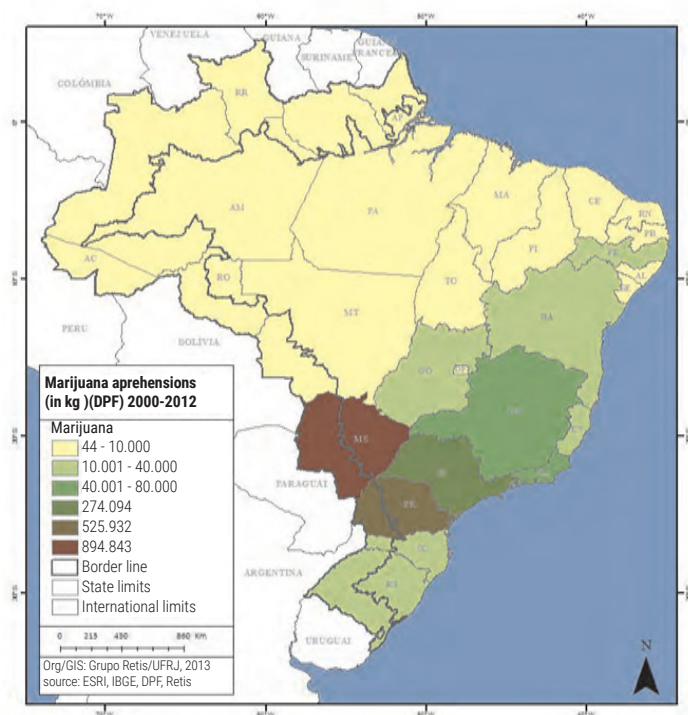 70°W 60°W 50°W 40°W
VENEZUELA
GUIANA
SURINAME
GUIANA
FRANCESA
COLÔMBIA
RR
AP
0°
AM
PA
MA
CE
RN
PB
PE
AL
SE
PI
AC
RO
TO
BA
MT
PERU
BOLÍVIA
GO
DF
MG
ES
MS
SP
RJ
PARAGUAI
PR
SC
RS
ARGENTINA
URUGUAI
Marijuana aprehensions
(in kg )(DPF) 2000-2012
Marijuana
44 - 10.000
10.001 - 40.000
40.001 - 80.000
274.094
525.932
894.843
Border line
State limits
International limits
0 215 430 860 Km
Org/GIS: Grupo Retis/UFRJ, 2013
source: ESRI, IBGE, DPF, Retis
N